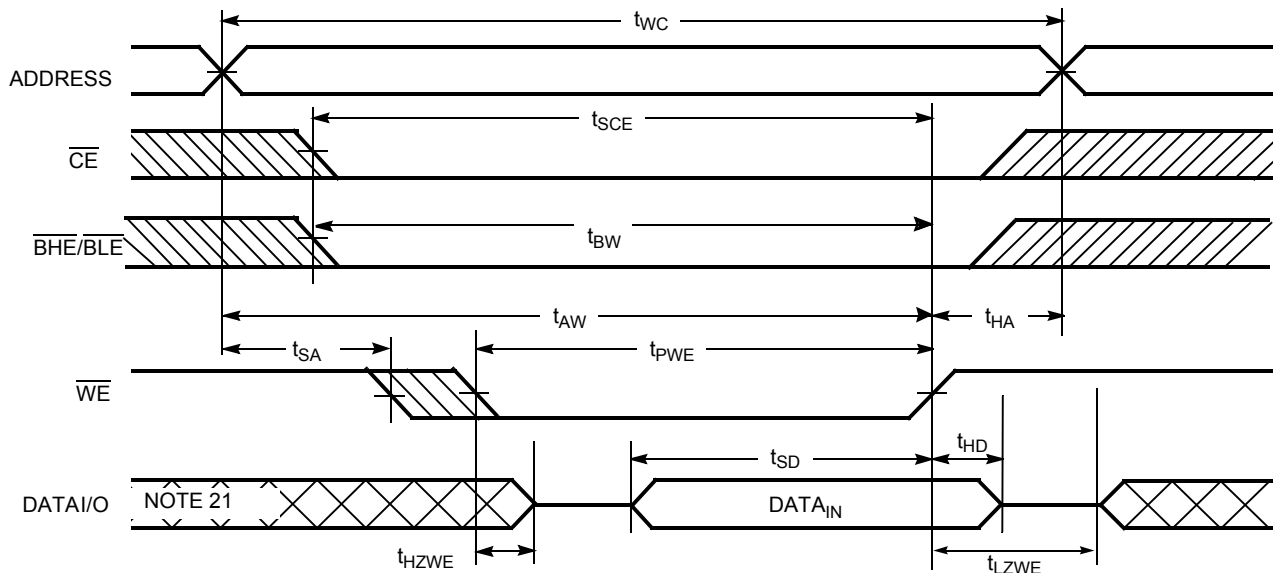 tWC
ADDRESS
tSCE
CE
tBW
BHE/BLE
tAW
tHA
tSA
tPWE
WE
tSD
tHD
DATAI/O
NOTE 21
DATAIN
tHZWE
tLZWE